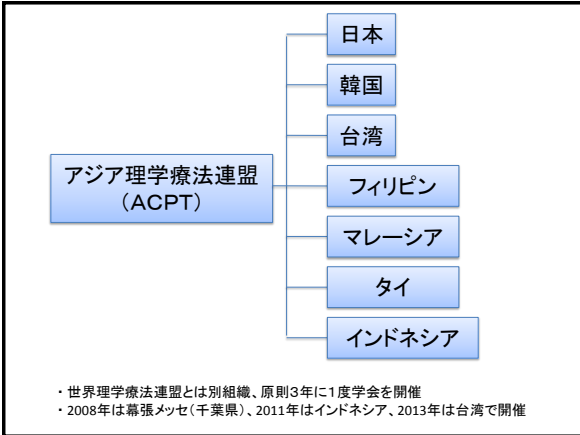 日本
韓国
台湾
アジア理学療法連盟
（ＡＣＰＴ）
フィリピン
マレーシア
タイ
インドネシア
・世界理学療法連盟とは別組織、原則３年に１度学会を開催
・2008年は幕張メッセ（千葉県）、2011年はインドネシア、2013年は台湾で開催